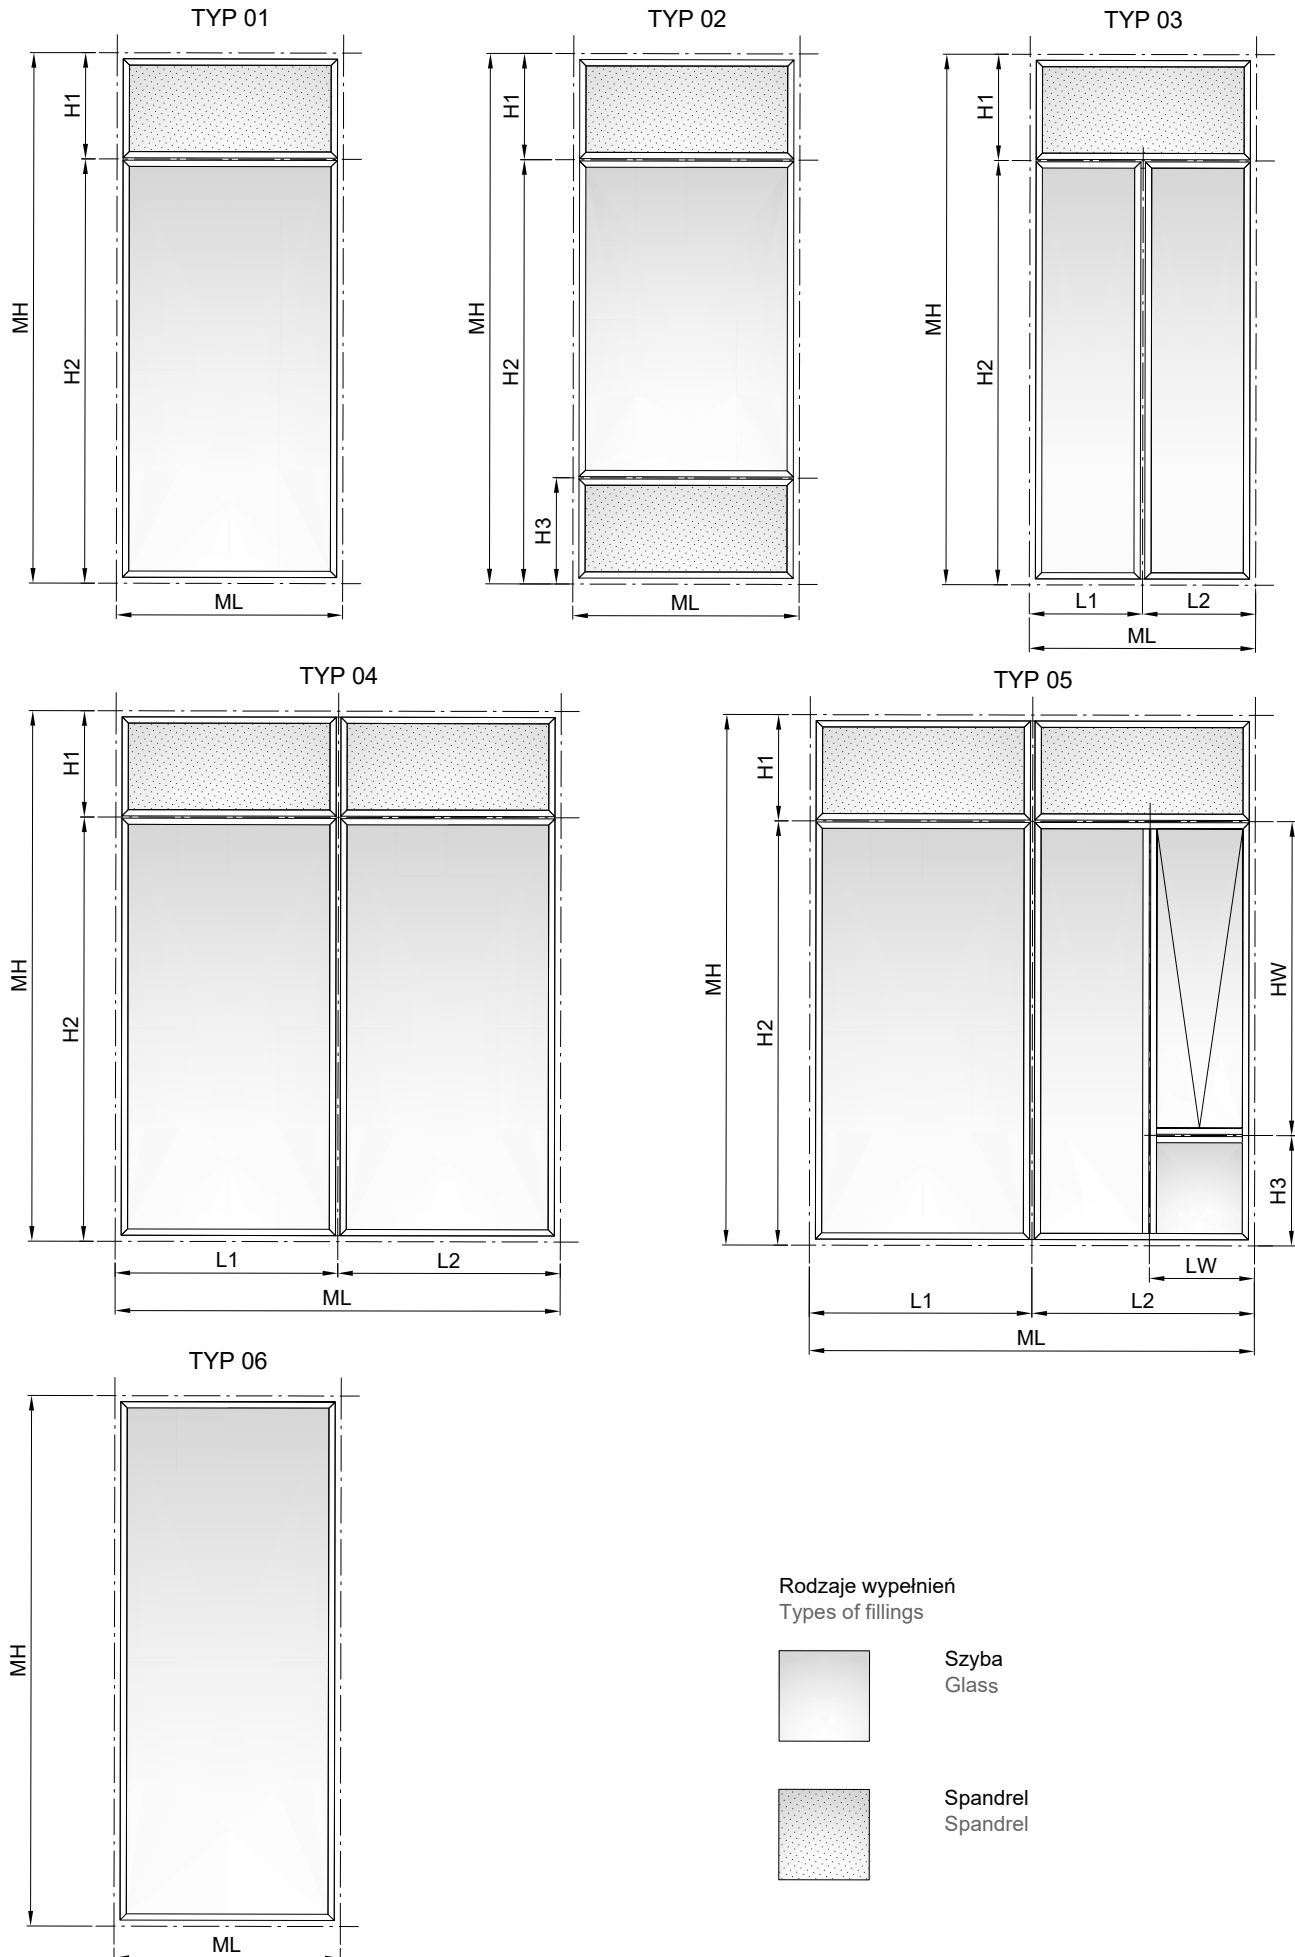 TYP 01
H1
MH
H2
ML
TYP 02
H1
MH
H2
H3
ML
TYP 03
H1
MH
H2
L1 L2
ML
TYP 04
H1
MH
H2
L1 L2
ML
TYP 05
H1
MH
H2
HW
H3
LW
L1 L2
ML
TYP 06
MH
ML
Rodzaje wypełnień
Types of fillings
Szyba
Glass
Spandrel
Spandrel